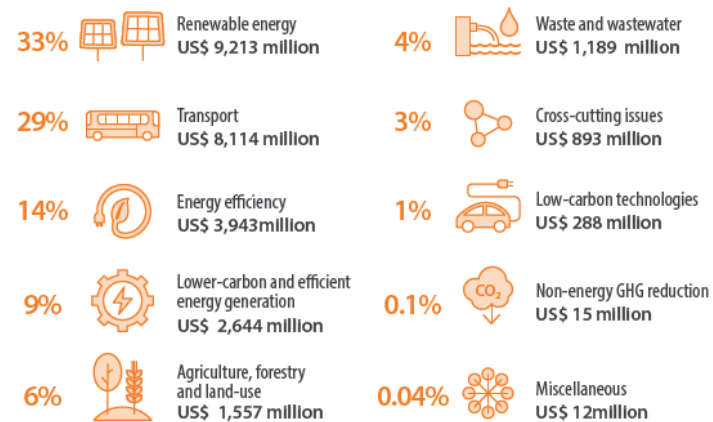 33%
Renewable energy
US$ 9,213 million
29%
Transport
US$ 8,114 million
14%
Energy efficiency
US$ 3,943million
9%
Lower-carbon and efficient
energy generation
US$ 2,644 million
6%
Agriculture, forestry
and land-use
US$ 1,557 million
4%
Waste and wastewater
US$ 1,189 million
3%
Cross-cutting issues
US$ 893 million
1%
Low-carbon technologies
US$ 288 million
0.1%
CO₂
Non-energy GHG reduction
US$ 15 million
0.04%
Miscellaneous
US$ 12million